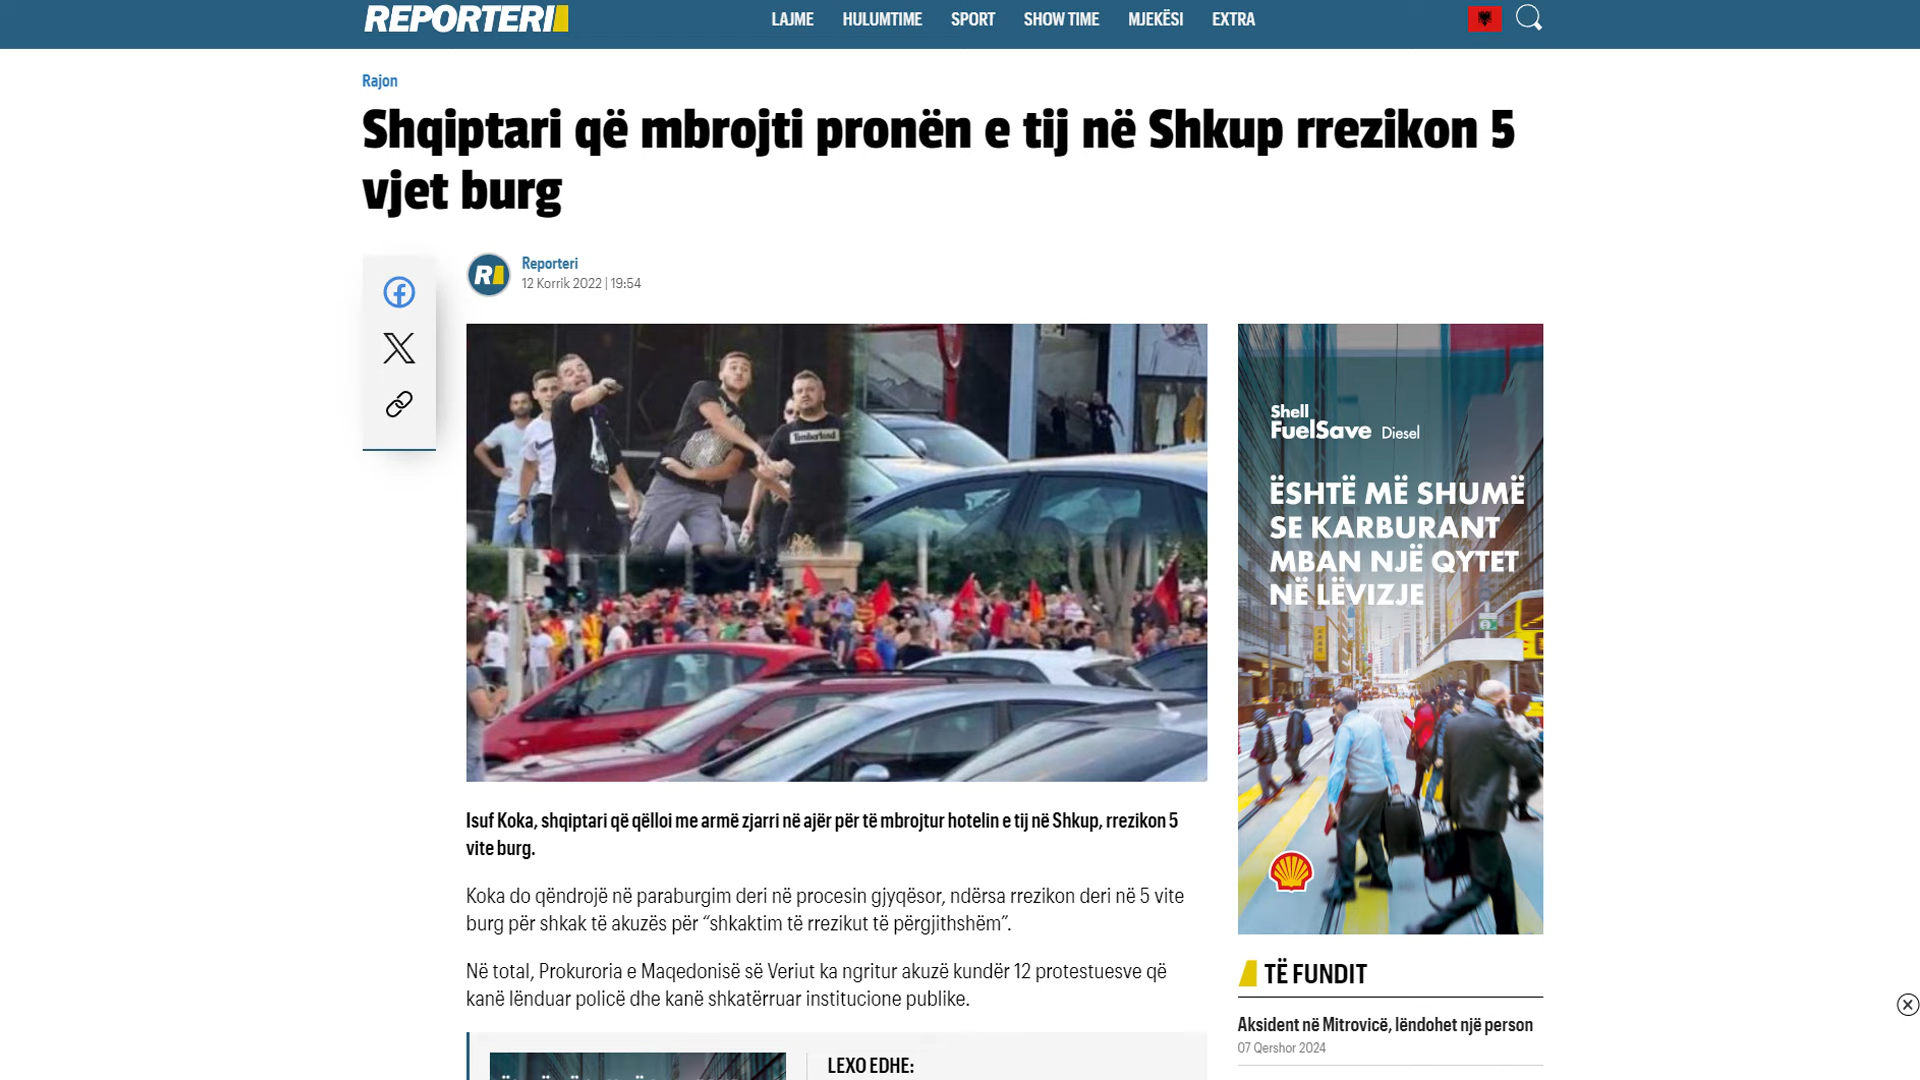 REPORTERI
LAJME HULUMTIME SPORT SHOW TIME MJEKËSI EXTRA
Rajon
Shqiptari që mbrojti pronën e tij në Shkup rrezikon 5
vjet burg
R
Reporteri
12 Korrik 2022 | 19:54
Timberland
Isuf Koka, shqiptari që qëlloi me armë zjarri në ajër për të mbrojtur hotelin e tij në Shkup, rrezikon 5
vite burg.
Koka do qëndrojë në paraburgim deri në procesin gjyqësor, ndërsa rrezikon deri në 5 vite
burg për shkak të akuzës për “shkaktim të rrezikut të përgjithshëm”.
Në total, Prokuroria e Maqedonisë së Veriut ka ngritur akuzë kundër 12 protestuesve që
kanë lënduar policë dhe kanë shkatërruar institucione publike.
LEXO EDHE:
Shell
FuelSave Diesel
ËSHTË MË SHUMË
SE KARBURANT
MBAN NJË QYTET
NË LËVIZJE
TË FUNDIT
Aksident në Mitrovicë, lëndohet një person
07 Qershor 2024